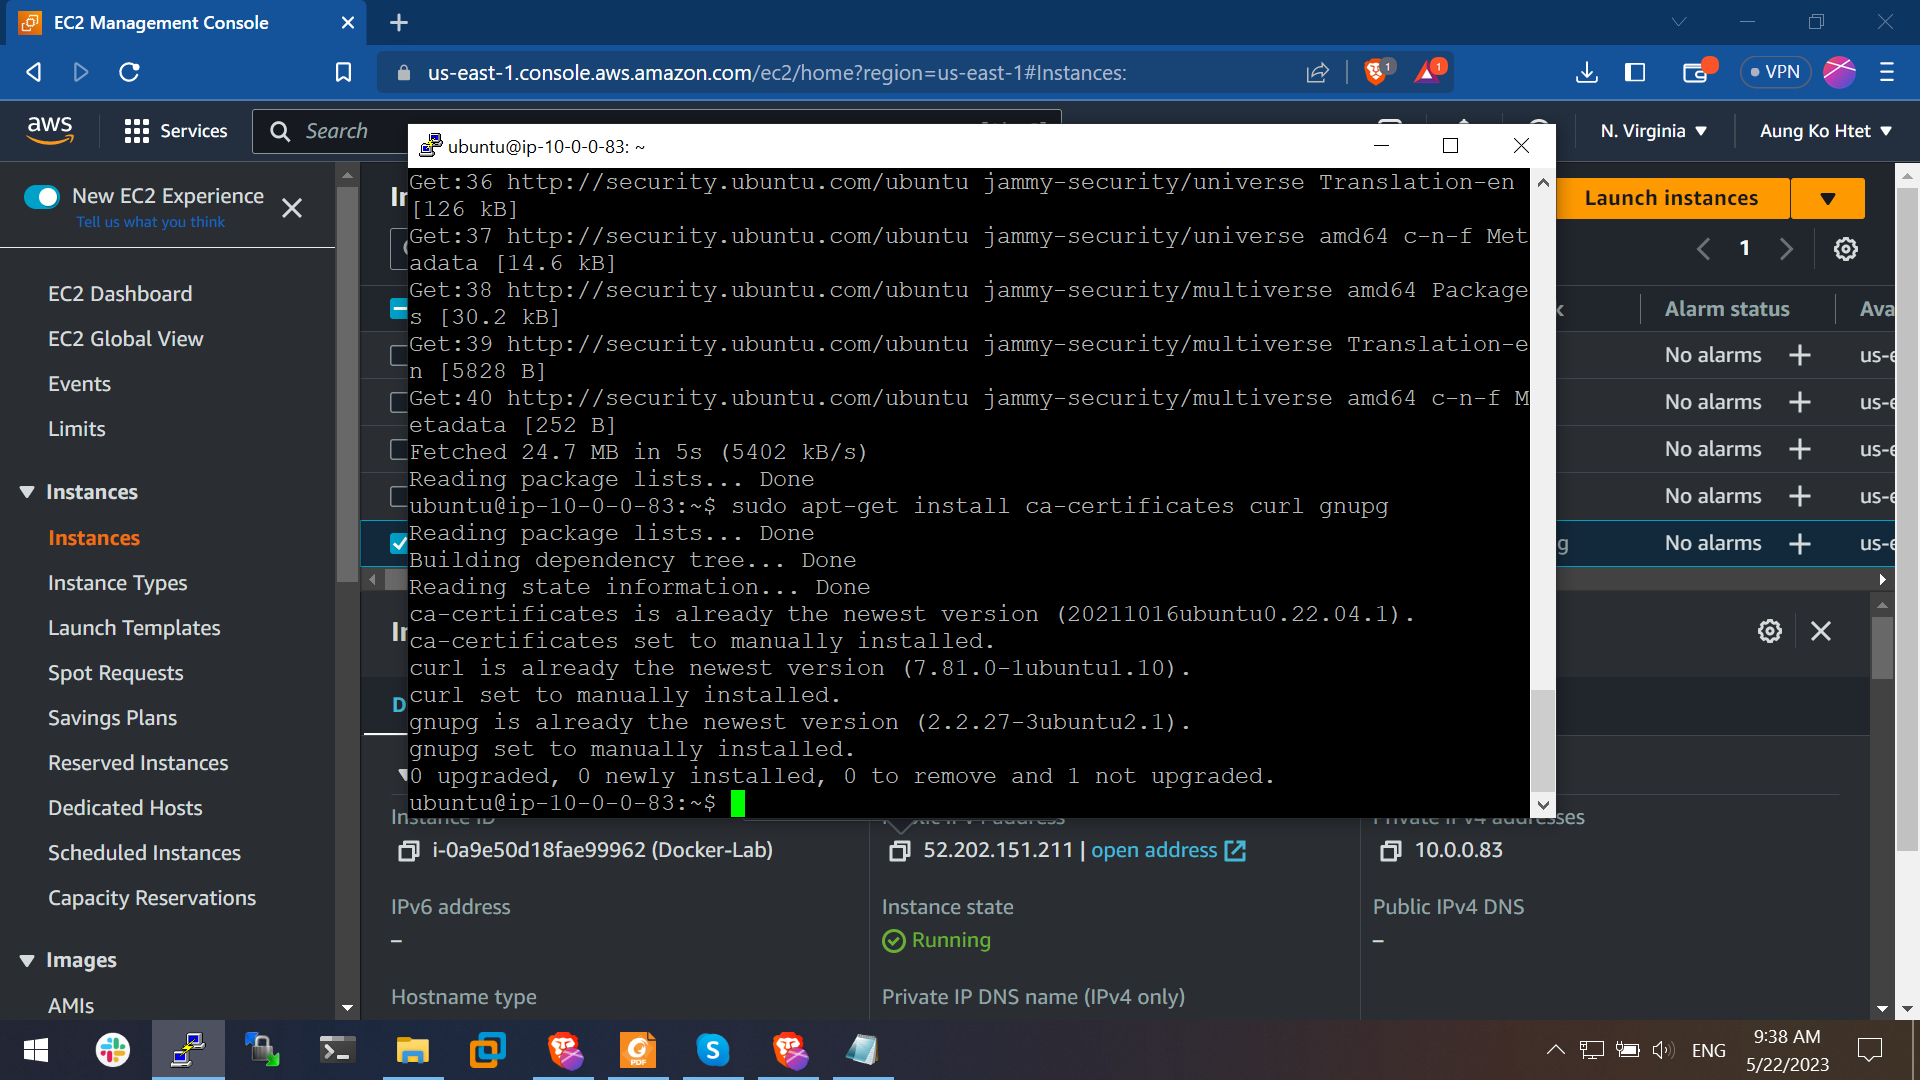 EC2 Management Console
us-east-1.console.aws.amazon.com/ec2/home?region=us-east-1#Instances:
1
1
VPN
aws
Services
Search
N. Virginia
Aung Ko Htet
New EC2 Experience
Tell us what you think
EC2 Dashboard
EC2 Global View
Events
Limits
Instances
Instances
Instance Types
Launch Templates
Spot Requests
Savings Plans
Reserved Instances
Dedicated Hosts
Scheduled Instances
Capacity Reservations
Images
AMIs
ubuntu@ip-10-0-0-83: ~
Get:36 http://security.ubuntu.com/ubuntu jammy-security/universe Translation-en
[126 kB]
Get:37 http://security.ubuntu.com/ubuntu jammy-security/universe amd64 c-n-f Met
adata [14.6 kB]
Get:38 http://security.ubuntu.com/ubuntu jammy-security/multiverse amd64 Package
s [30.2 kB]
Get:39 http://security.ubuntu.com/ubuntu jammy-security/multiverse Translation-e
n [5828 B]
Get:40 http://security.ubuntu.com/ubuntu jammy-security/multiverse amd64 c-n-f M
etadata [252 B]
Fetched 24.7 MB in 5s (5402 kB/s)
Reading package lists... Done
ubuntu@ip-10-0-0-83:~$ sudo apt-get install ca-certificates curl gnupg
Reading package lists... Done
Building dependency tree... Done
Reading state information... Done
ca-certificates is already the newest version (20211016ubuntu0.22.04.1).
ca-certificates set to manually installed.
curl is already the newest version (7.81.0-1ubuntu1.10).
curl set to manually installed.
gnupg is already the newest version (2.2.27-3ubuntu2.1).
gnupg set to manually installed.
0 upgraded, 0 newly installed, 0 to remove and 1 not upgraded.
ubuntu@ip-10-0-0-83:~$
Launch instances
1
Alarm status
Ava
No alarms
us-e
No alarms
us-e
No alarms
us-e
No alarms
us-e
g
No alarms
us-e
In
D
Instance ID
Private IPv4 addresses
i-0a9e50d18fae99962 (Docker-Lab)
52.202.151.211 | open address
10.0.0.83
IPv6 address
Instance state
Public IPv4 DNS
–
Running
–
Hostname type
Private IP DNS name (IPv4 only)
PDF
ENG
9:38 AM
5/22/2023